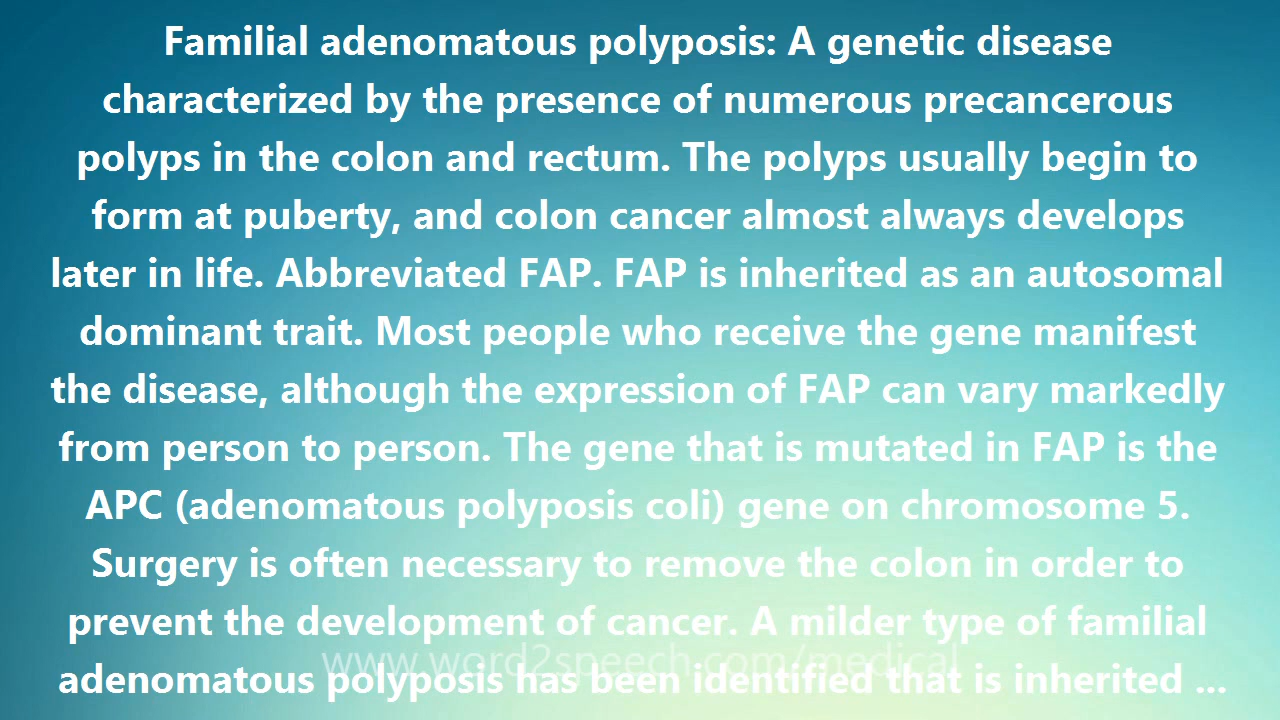 Familial adenomatous polyposis: A genetic disease
characterized by the presence of numerous precancerous
polyps in the colon and rectum. The polyps usually begin to
form at puberty, and colon cancer almost always develops
later in life. Abbreviated FAP. FAP is inherited as an autosomal
dominant trait. Most people who receive the gene manifest
the disease, although the expression of FAP can vary markedly
from person to person. The gene that is mutated in FAP is the
APC (adenomatous polyposis coli) gene on chromosome 5.
Surgery is often necessary to remove the colon in order to
prevent the development of cancer. A milder type of familial
www.word2speech.com/medical
adenomatous polyposis has been identified that is inherited ...